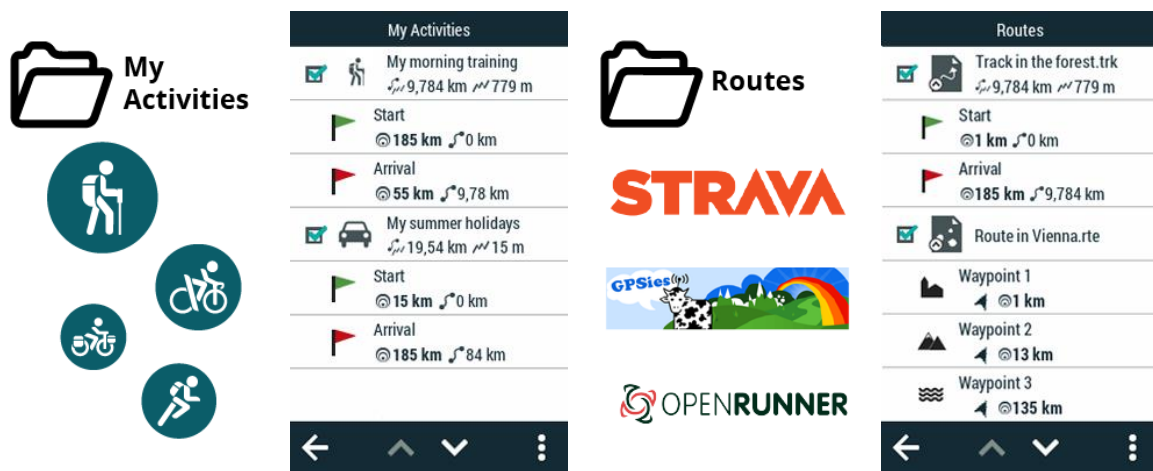 My
Activities
My Activities
My morning training
9,784 km 779 m
Start
185 km 0 km
Arrival
55 km 9,78 km
My summer holidays
19,54 km 15 m
Start
15 km 0 km
Arrival
185 km 84 km
Routes
STRAVA
GPSies
OPENRUNNER
Routes
Track in the forest.trk
9,784 km 779 m
Start
1 km 0 km
Arrival
185 km 9,784 km
Route in Vienna.rte
Waypoint 1
1 km
Waypoint 2
13 km
Waypoint 3
135 km